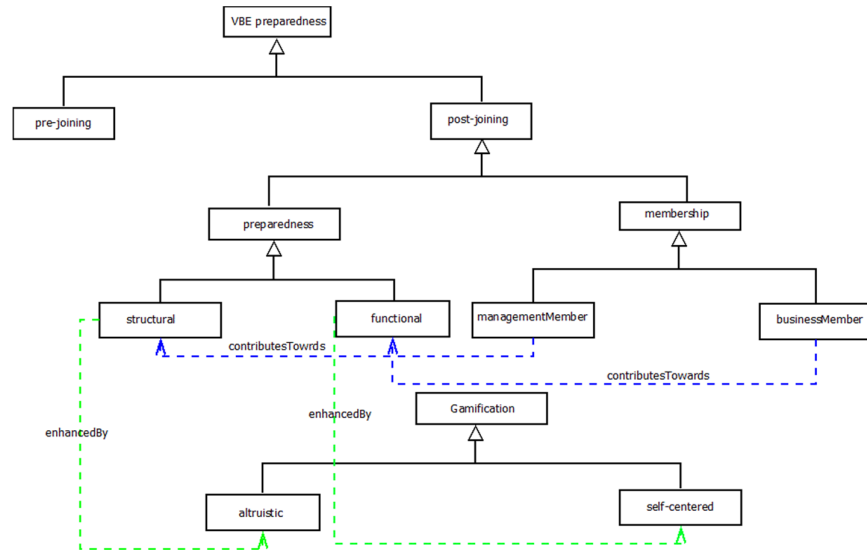 VBE preparedness
pre-joining
post-joining
preparedness
membership
structural
functional
managementMember
businessMember
contributesTowrds
contributesTowards
Gamification
enhancedBy
enhancedBy
altruistic
self-centered